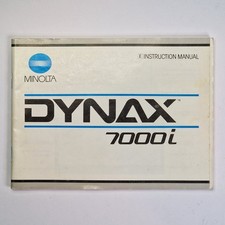 E INSTRUCTION MANUAL
MINOLTA
DYNAX
7000i